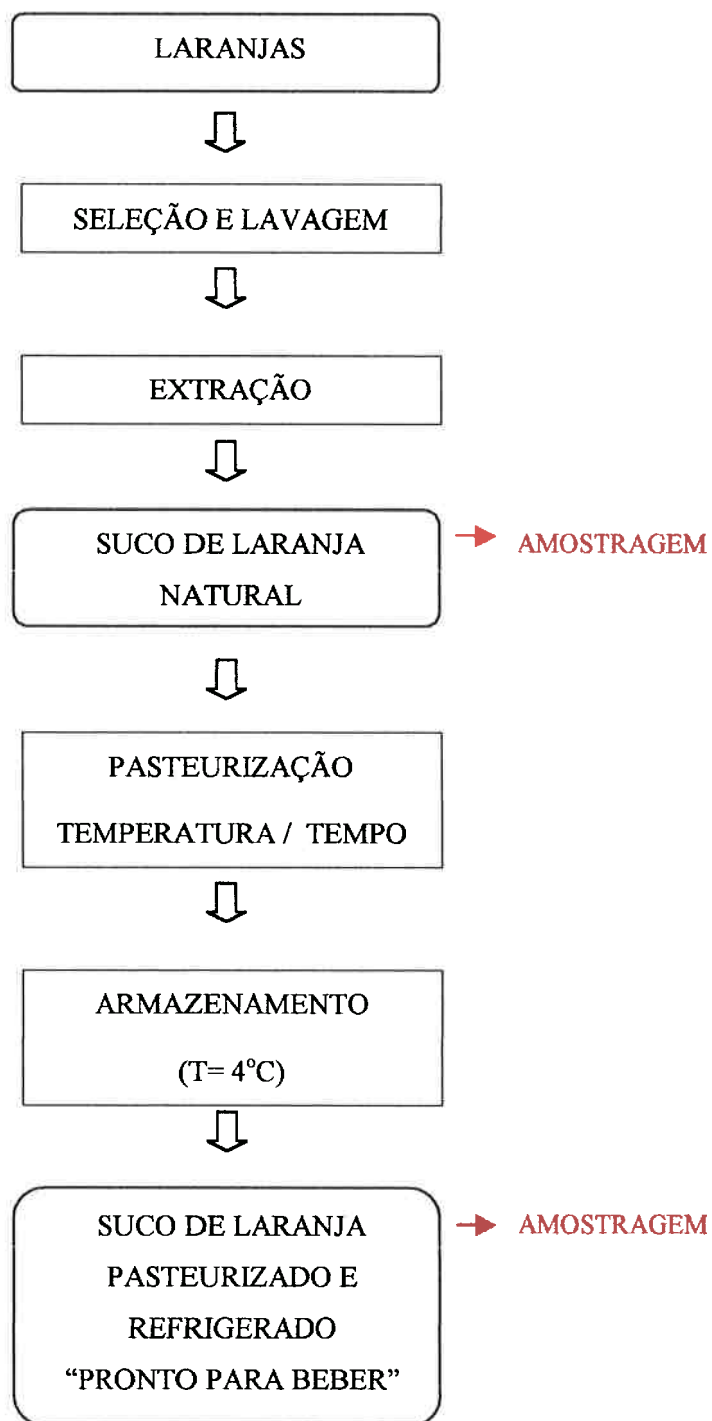 LARANJAS
SELEÇÃO E LAVAGEM
EXTRAÇÃO
SUCO DE LARANJA
NATURAL
AMOSTRAGEM
PASTEURIZAÇÃO
TEMPERATURA / TEMPO
ARMAZENAMENTO
(T= 4°C)
SUCO DE LARANJA
PASTEURIZADO E
REFRIGERADO
“PRONTO PARA BEBER”
AMOSTRAGEM